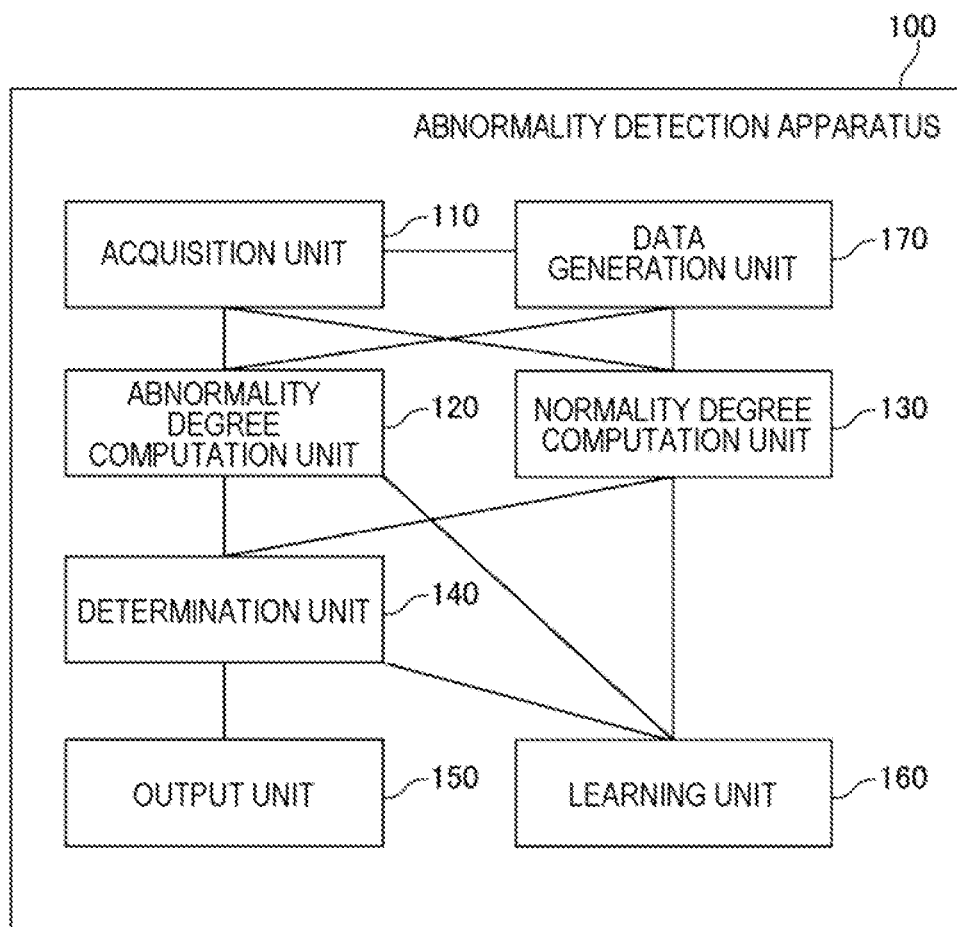 100
ABNORMALITY DETECTION APPARATUS
ACQUISITION UNIT
110
DATA
GENERATION UNIT
170
ABNORMALITY
DEGREE
COMPUTATION UNIT
120
NORMALITY DEGREE
COMPUTATION UNIT
130
DETERMINATION UNIT
140
OUTPUT UNIT
150
LEARNING UNIT
160